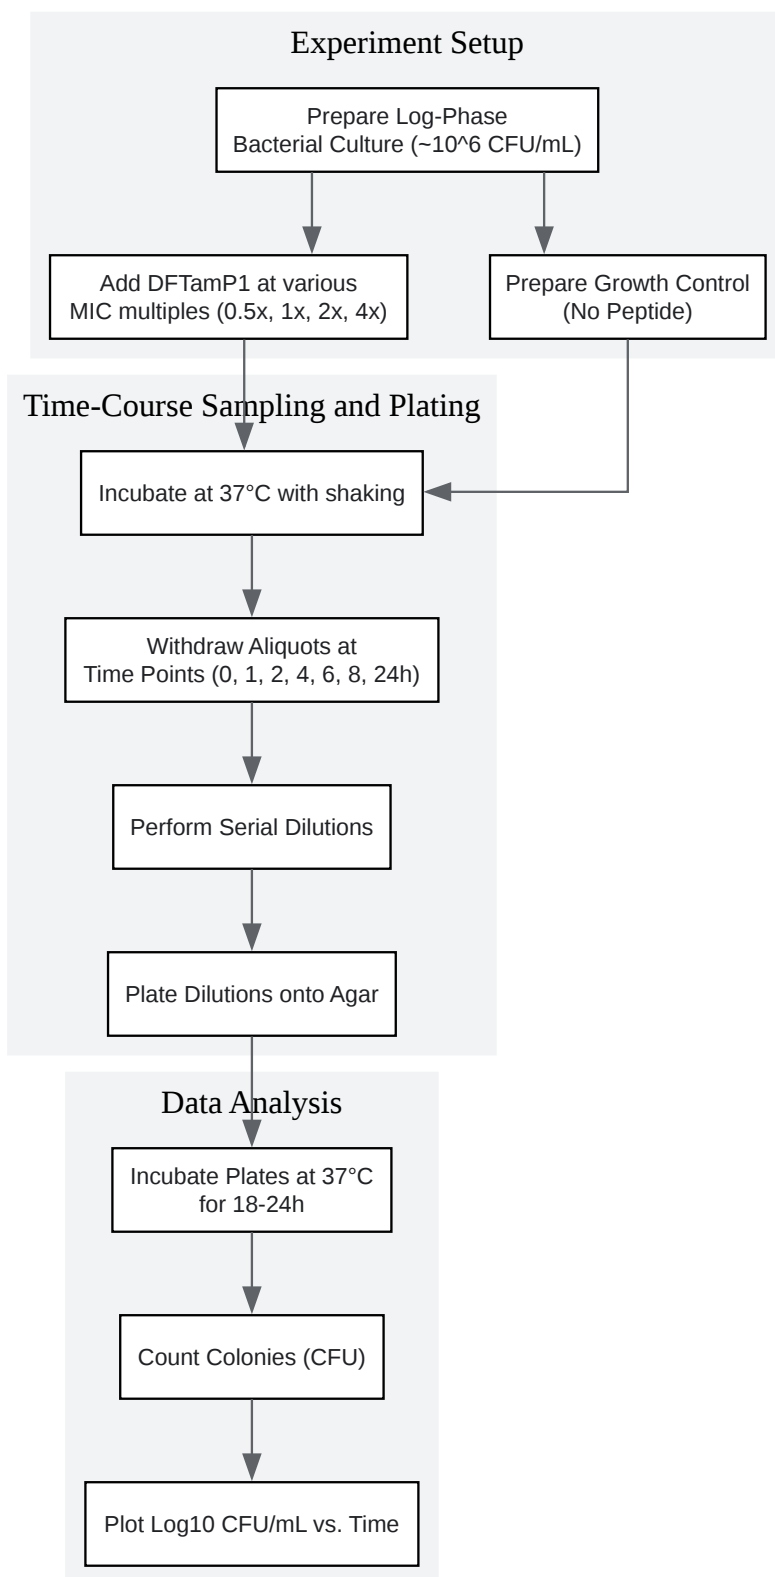 Experiment Setup
Prepare Log-Phase
Bacterial Culture (~10^6 CFU/mL)
Add DFTamP1 at various
MIC multiples (0.5x, 1x, 2x, 4x)
Prepare Growth Control
(No Peptide)
Time-Course Sampling and Plating
Incubate at 37°C with shaking
Withdraw Aliquots at
Time Points (0, 1, 2, 4, 6, 8, 24h)
Perform Serial Dilutions
Plate Dilutions onto Agar
Data Analysis
Incubate Plates at 37°C
for 18-24h
Count Colonies (CFU)
Plot Log10 CFU/mL vs. Time